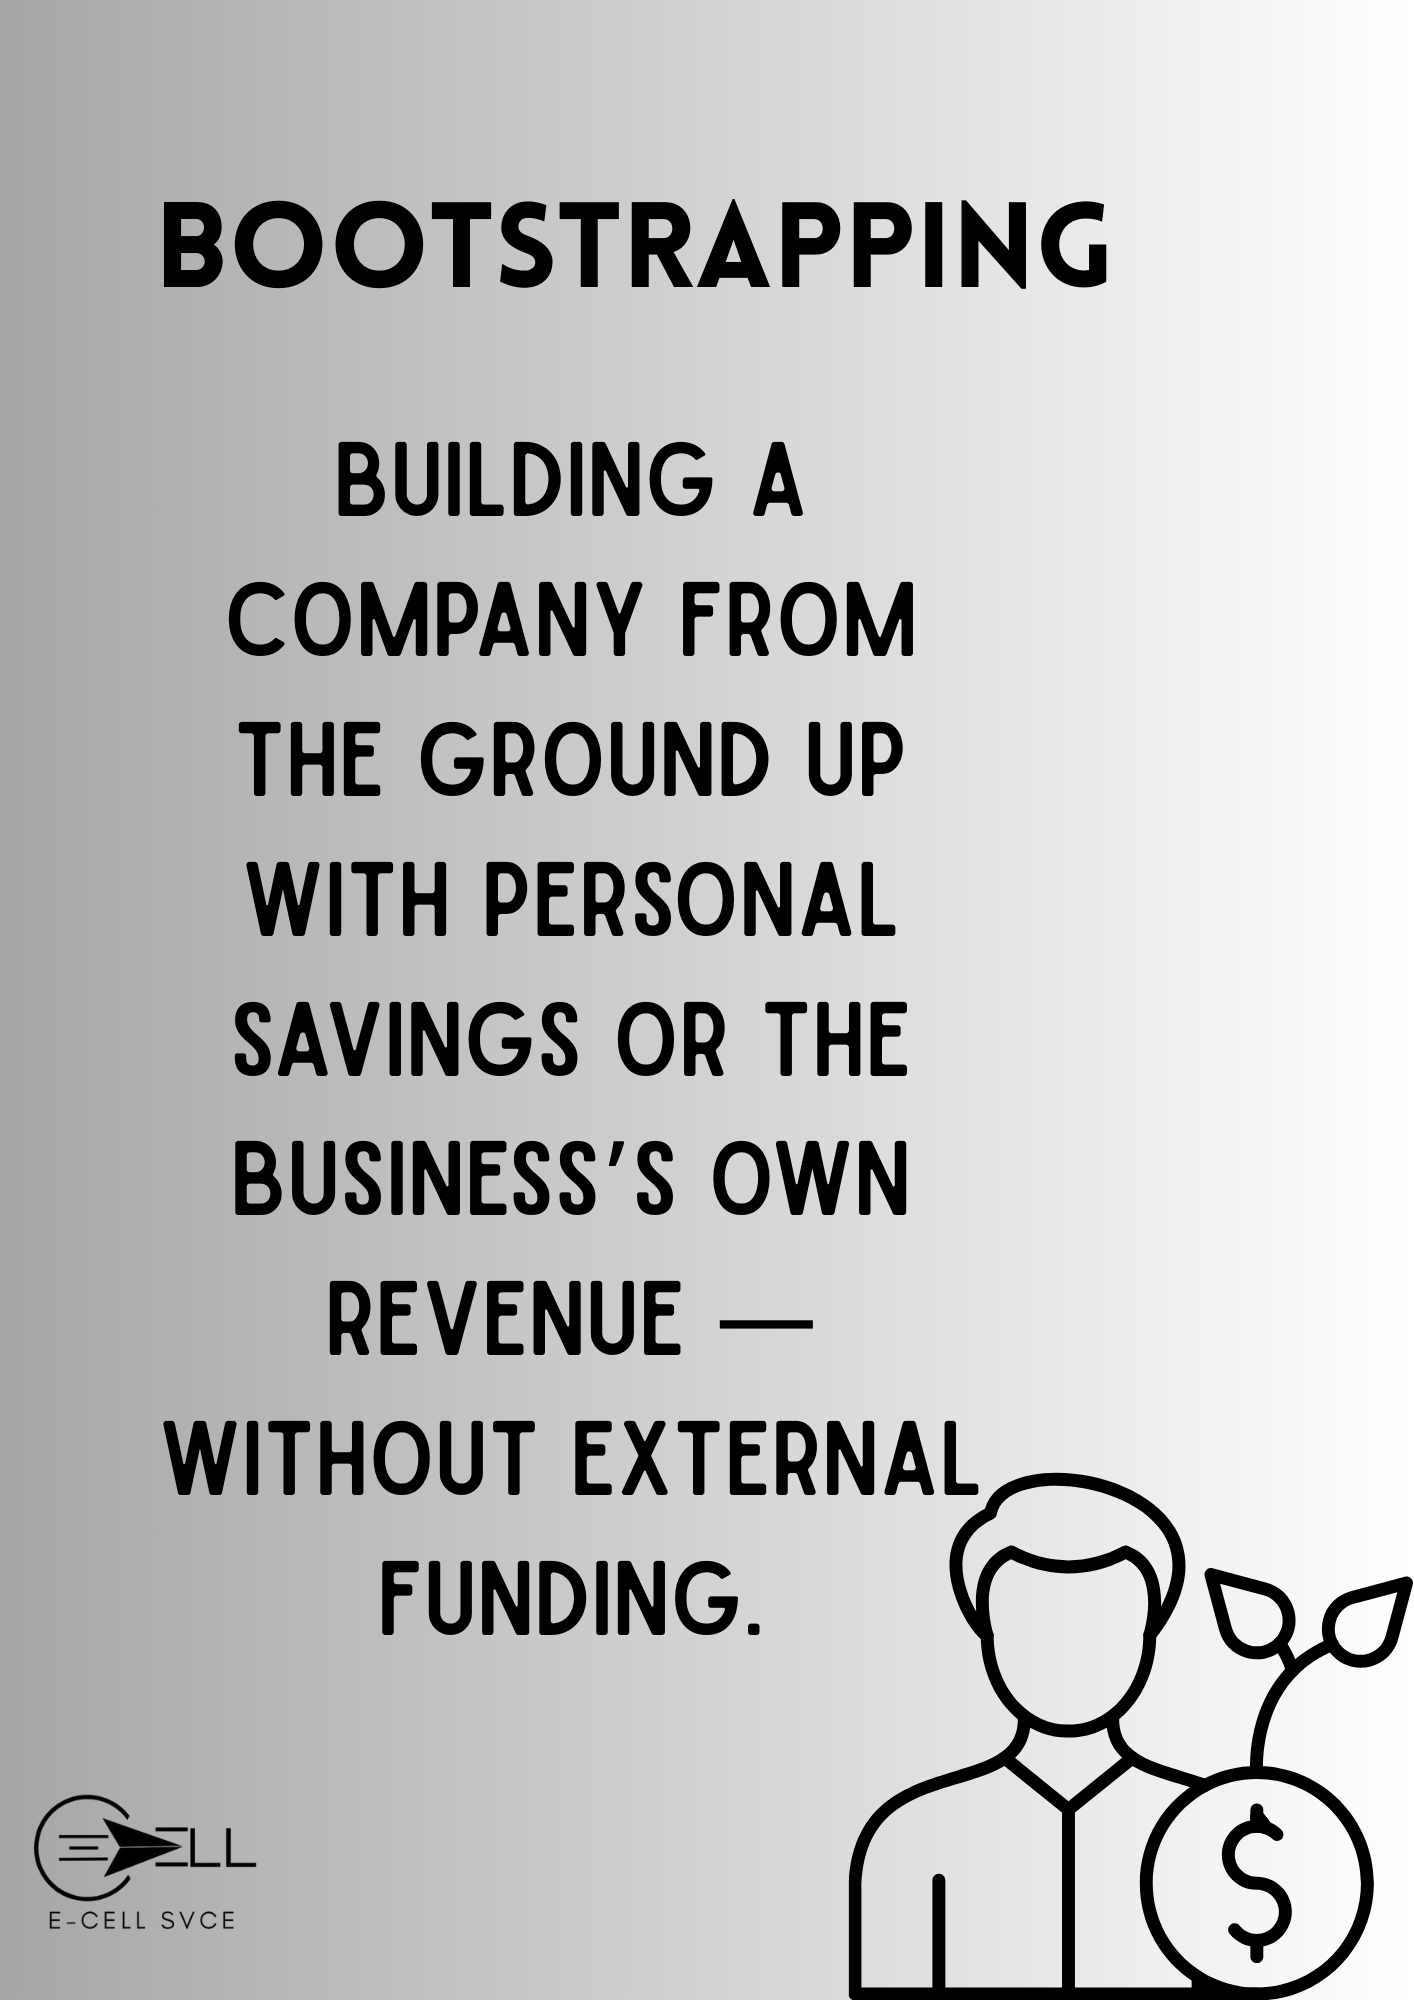 BOOTSTRAPPING
BUILDING A
COMPANY FROM
THE GROUND UP
WITH PERSONAL
SAVINGS OR THE
BUSINESS'S OWN
REVENUE —
WITHOUT EXTERNAL
FUNDING.
$
ECELL
E-CELL SVCE